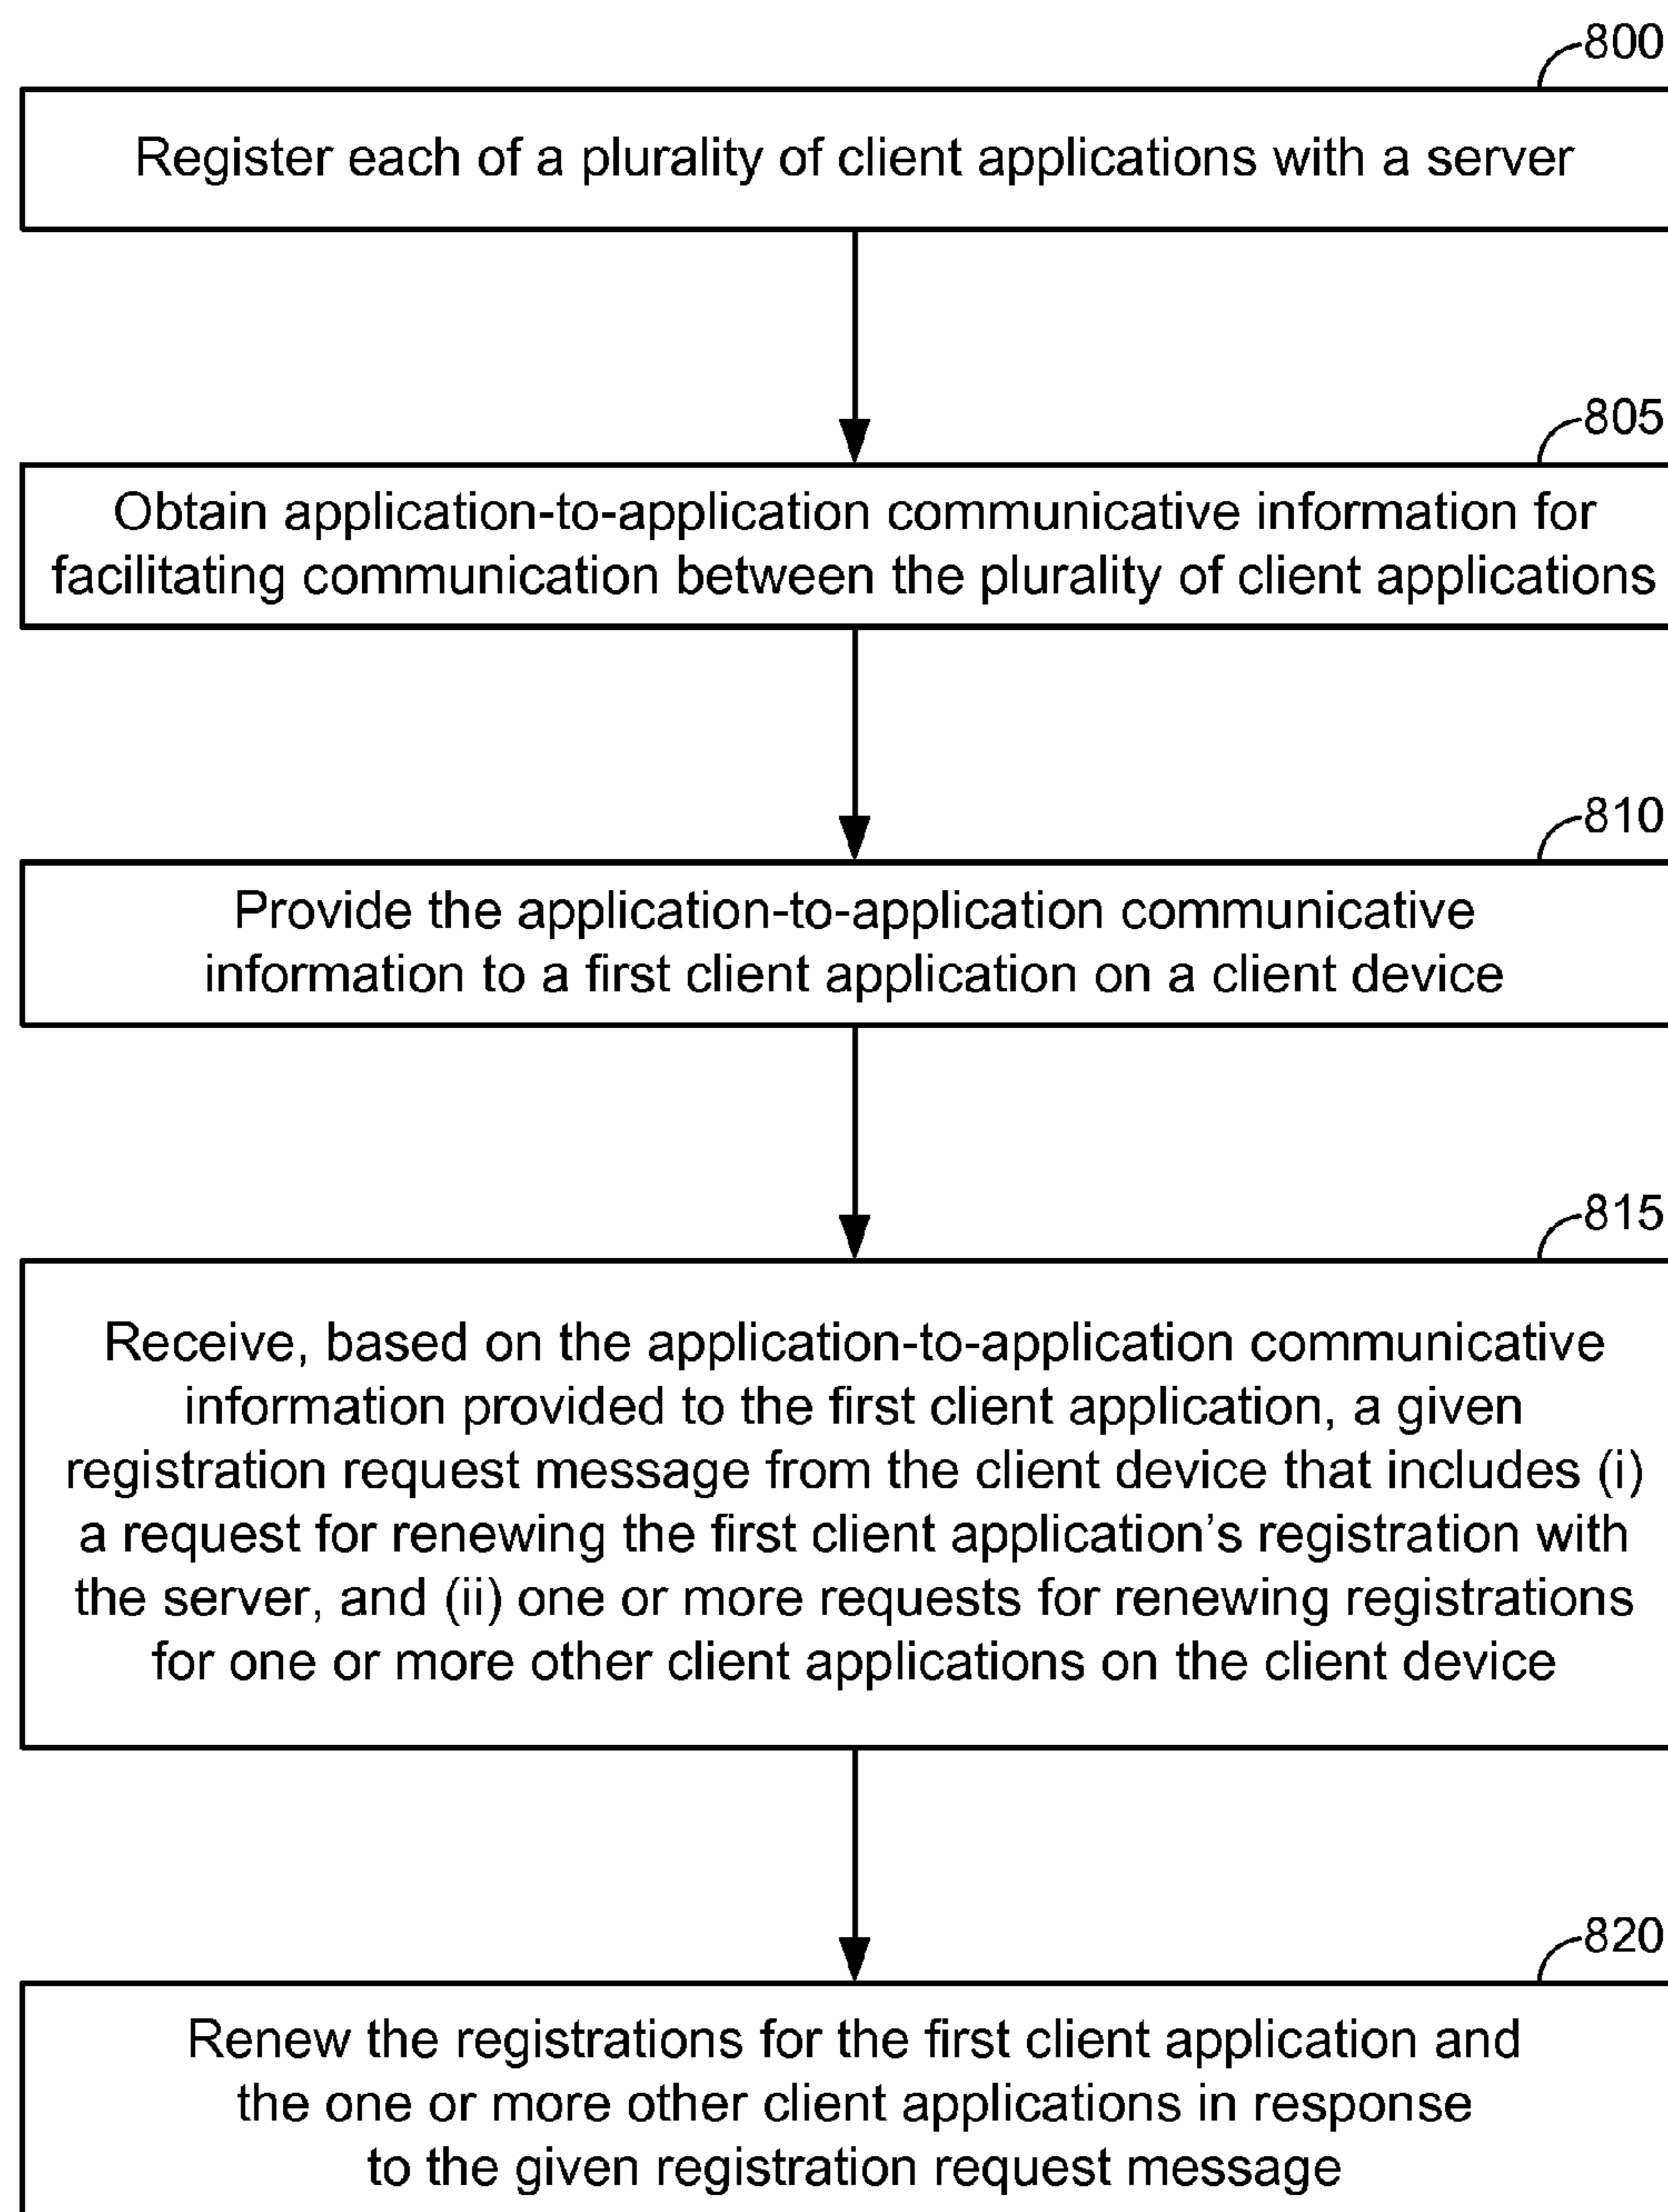 800
Register each of a plurality of client applications with a server
805
Obtain application-to-application communicative information for
facilitating communication between the plurality of client applications
810
Provide the application-to-application communicative
information to a first client application on a client device
815
Receive, based on the application-to-application communicative
information provided to the first client application, a given
registration request message from the client device that includes (i)
a request for renewing the first client application’s registration with
the server, and (ii) one or more requests for renewing registrations
for one or more other client applications on the client device
820
Renew the registrations for the first client application and
the one or more other client applications in response
to the given registration request message